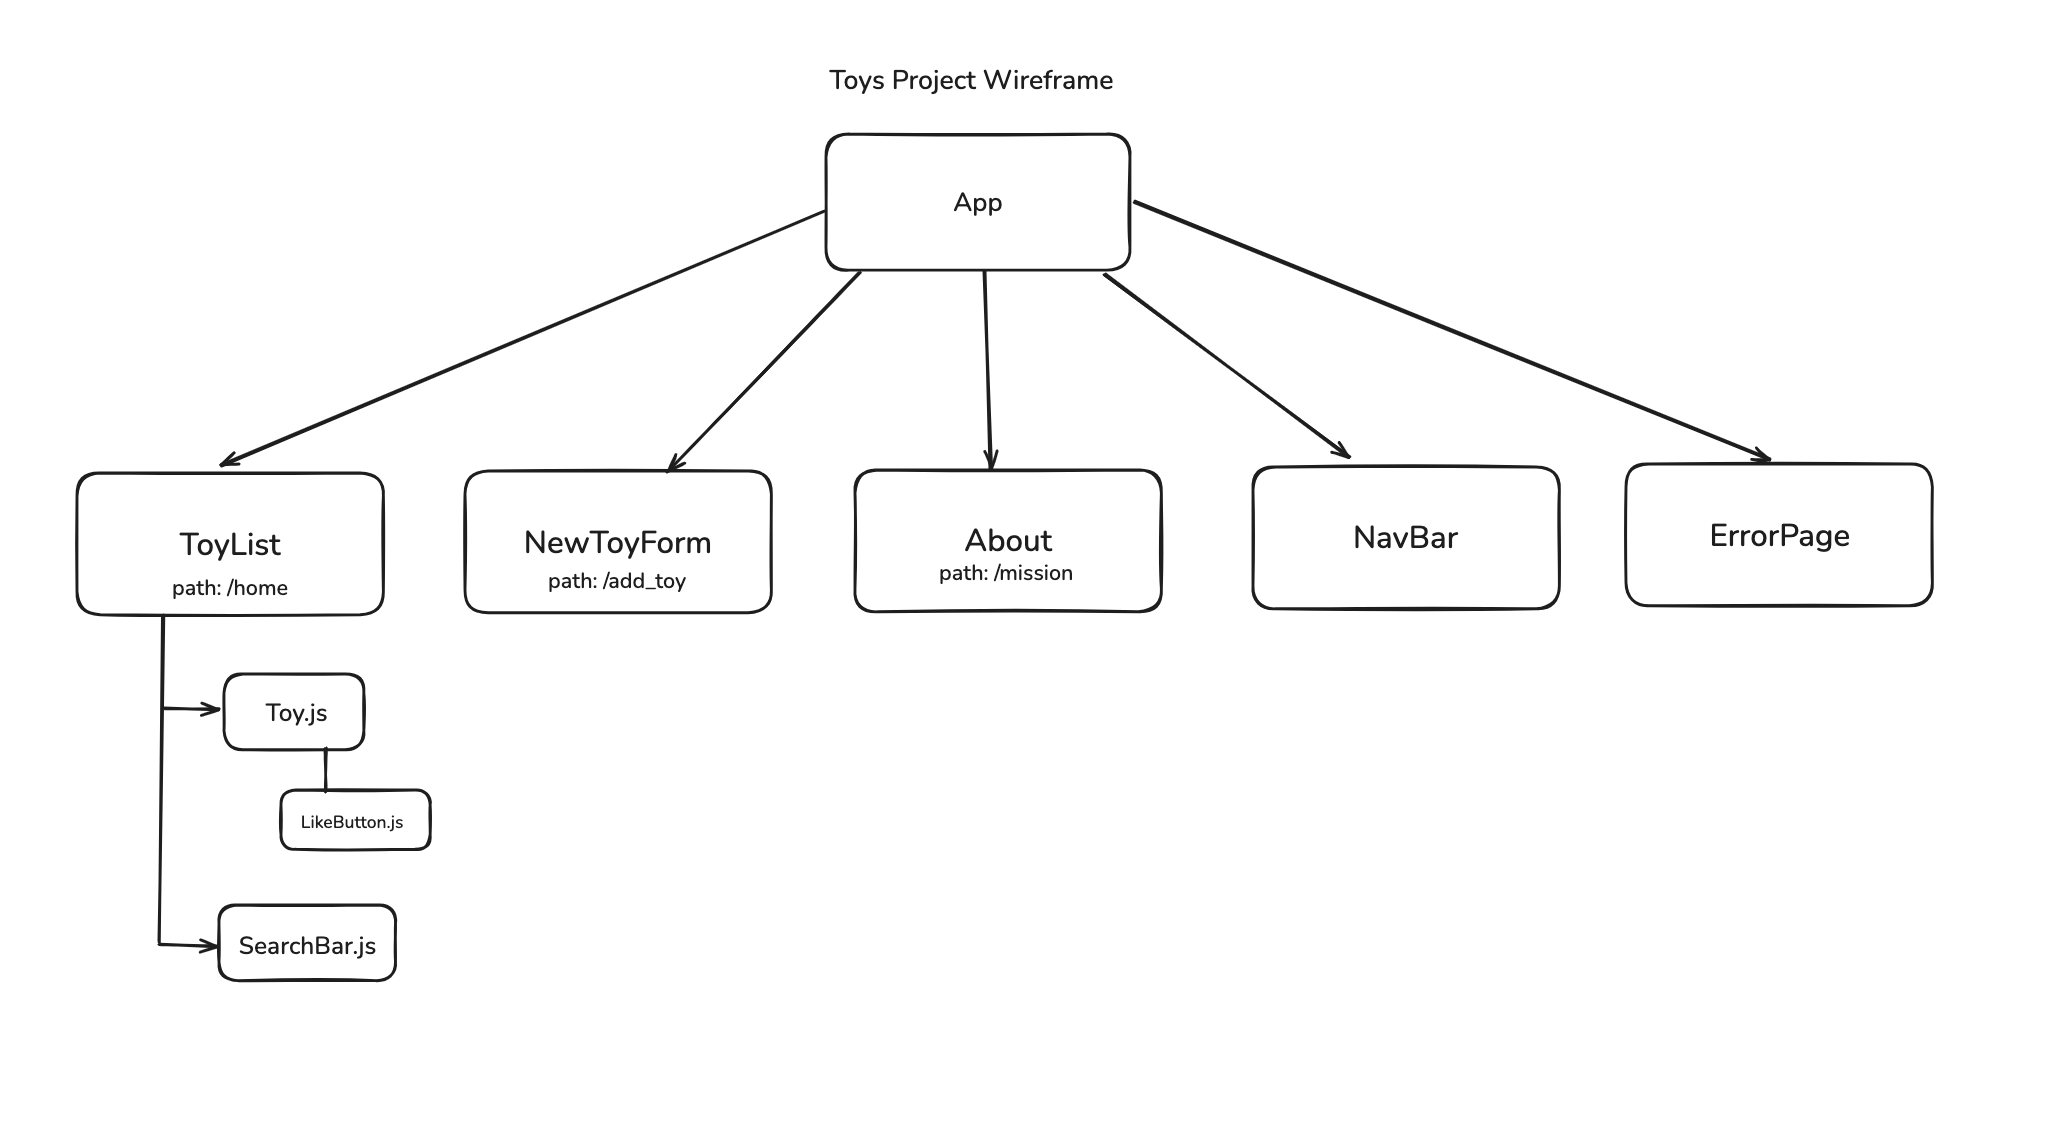 Toys Project Wireframe
App
ToyList
path: /home
NewToyForm
path: /add_toy
About
path: /mission
NavBar
ErrorPage
Toy.js
LikeButton.js
SearchBar.js